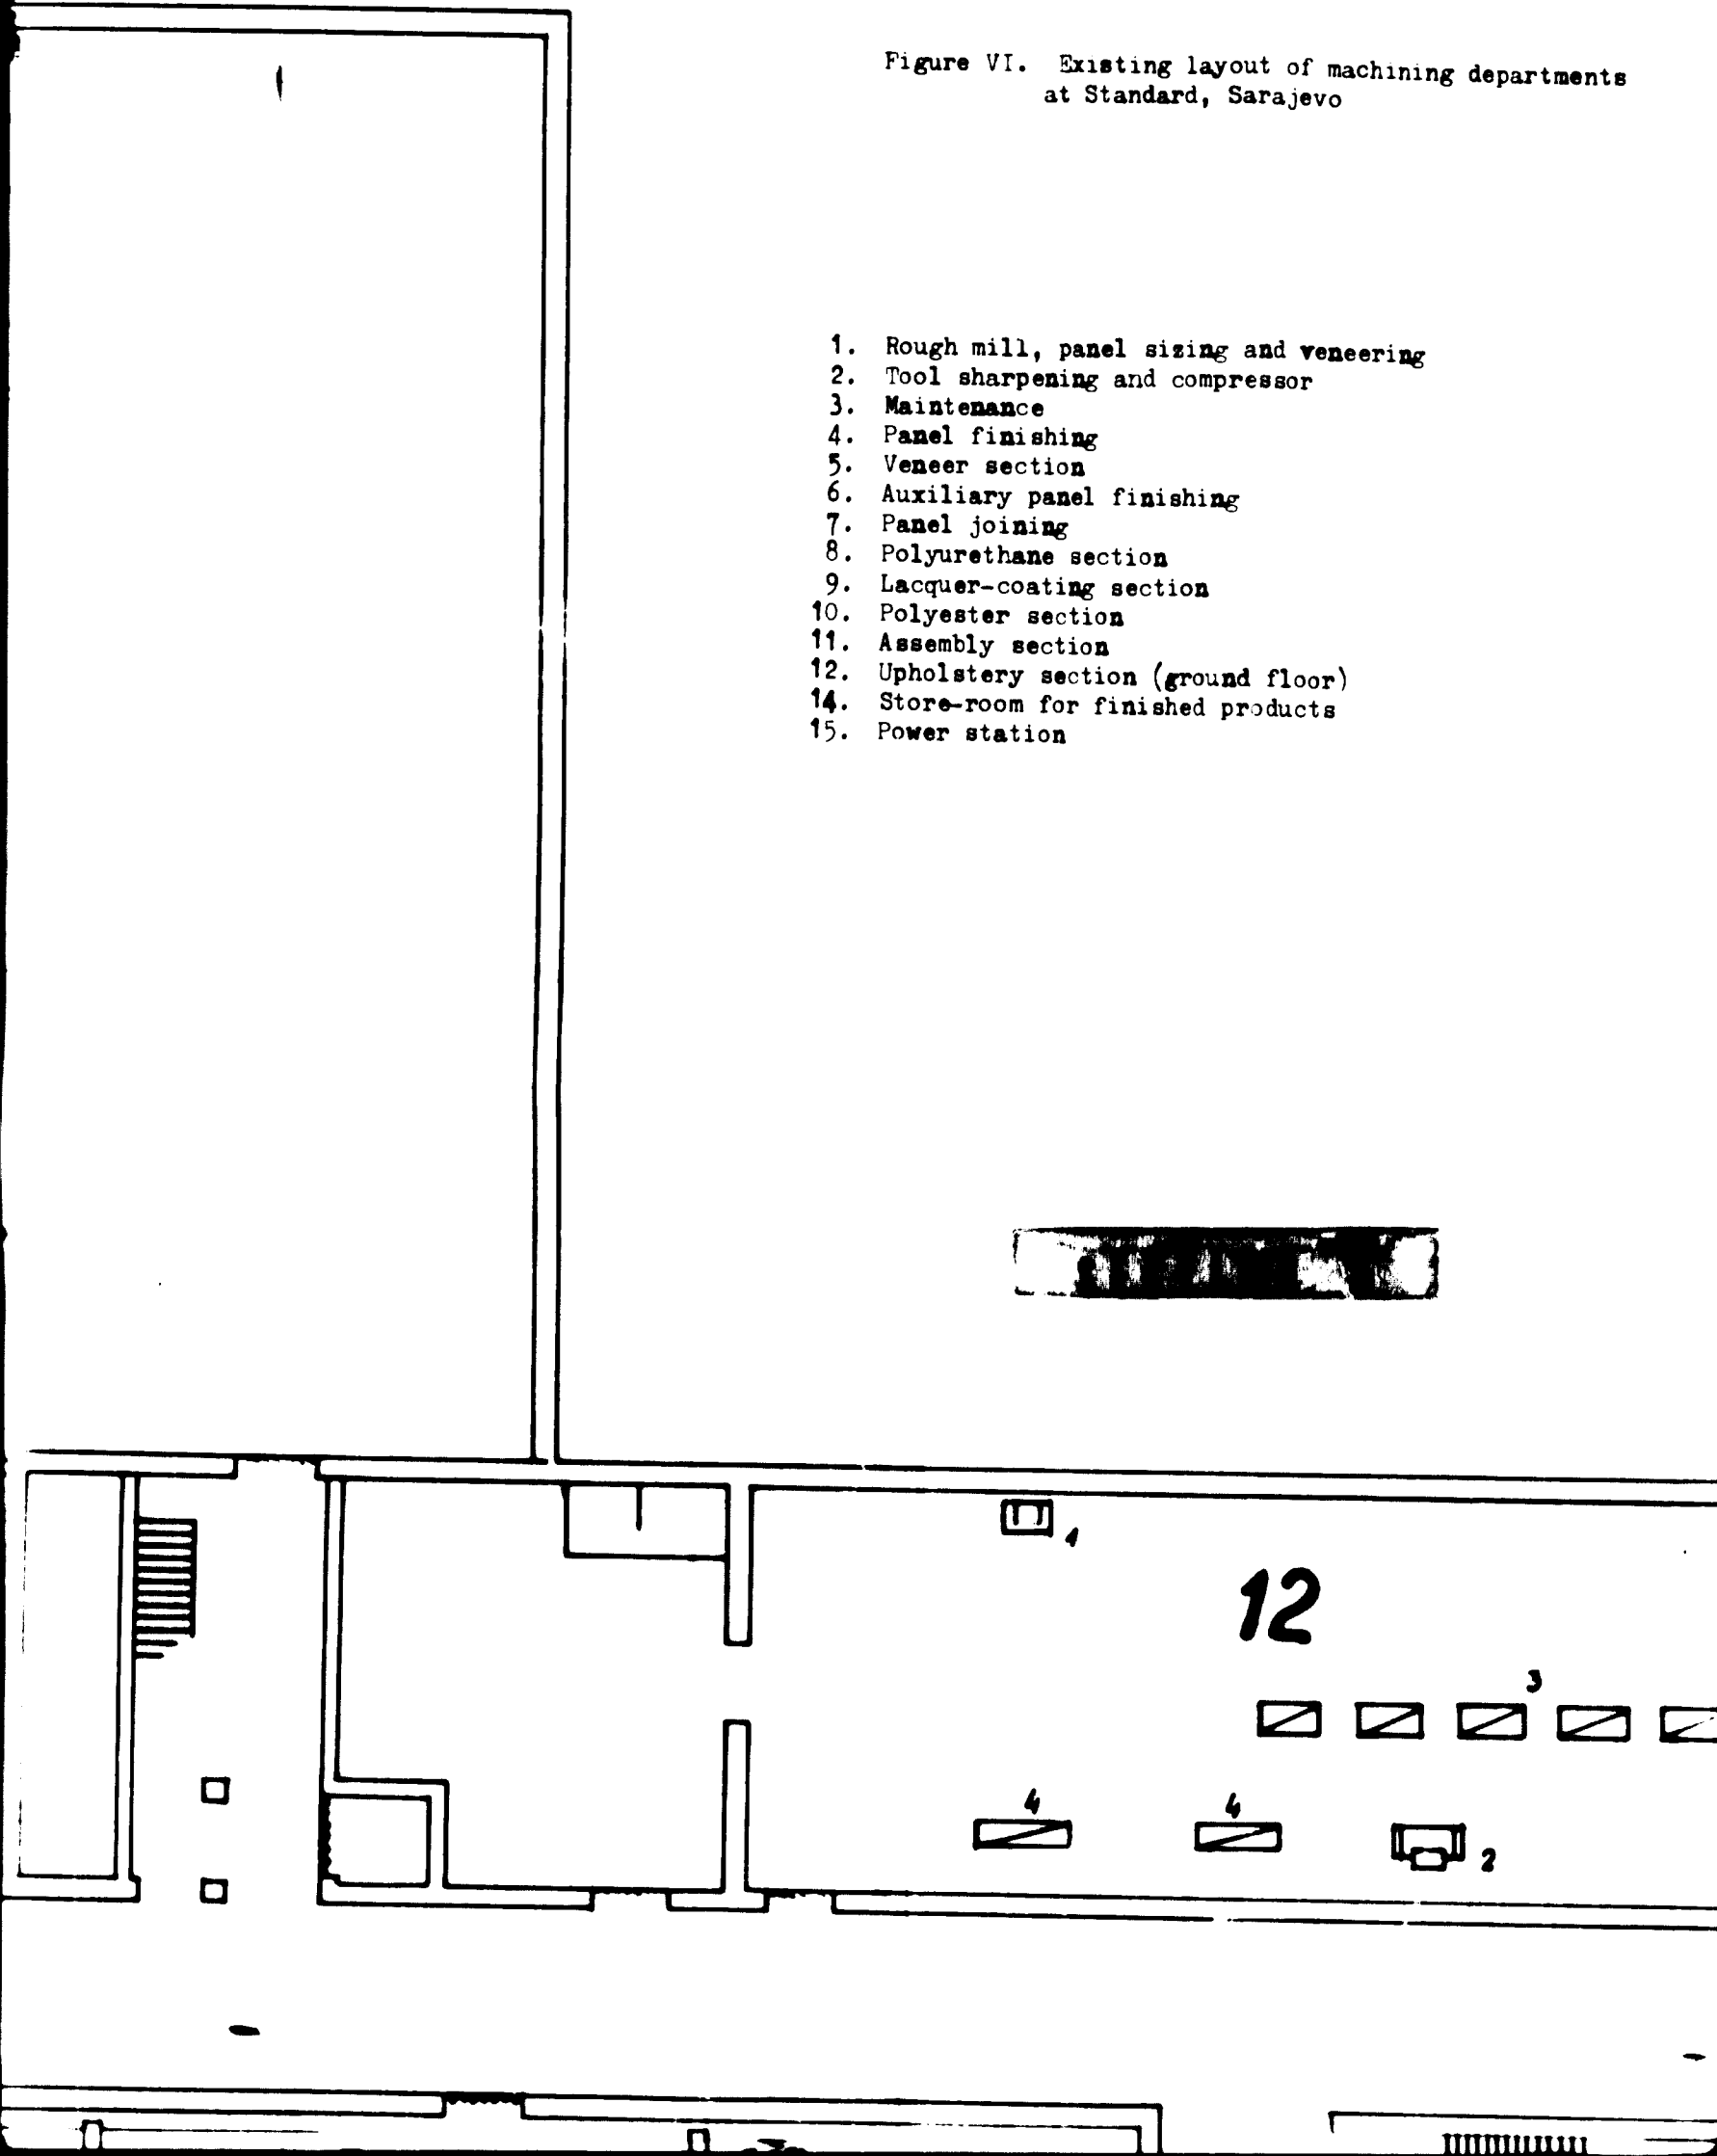 Figure VI. Existing layout of machining departments
at Standard, Sarajevo
1. Rough mill, panel sizing and veneering
2. Tool sharpening and compressor
3. Maintenance
4. Panel finishing
5. Veneer section
6. Auxiliary panel finishing
7. Panel joining
8. Polyurethane section
9. Lacquer-coating section
10. Polyester section
11. Assembly section
12. Upholstery section (ground floor)
14. Store-room for finished products
15. Power station
1
12
3
4
4
2